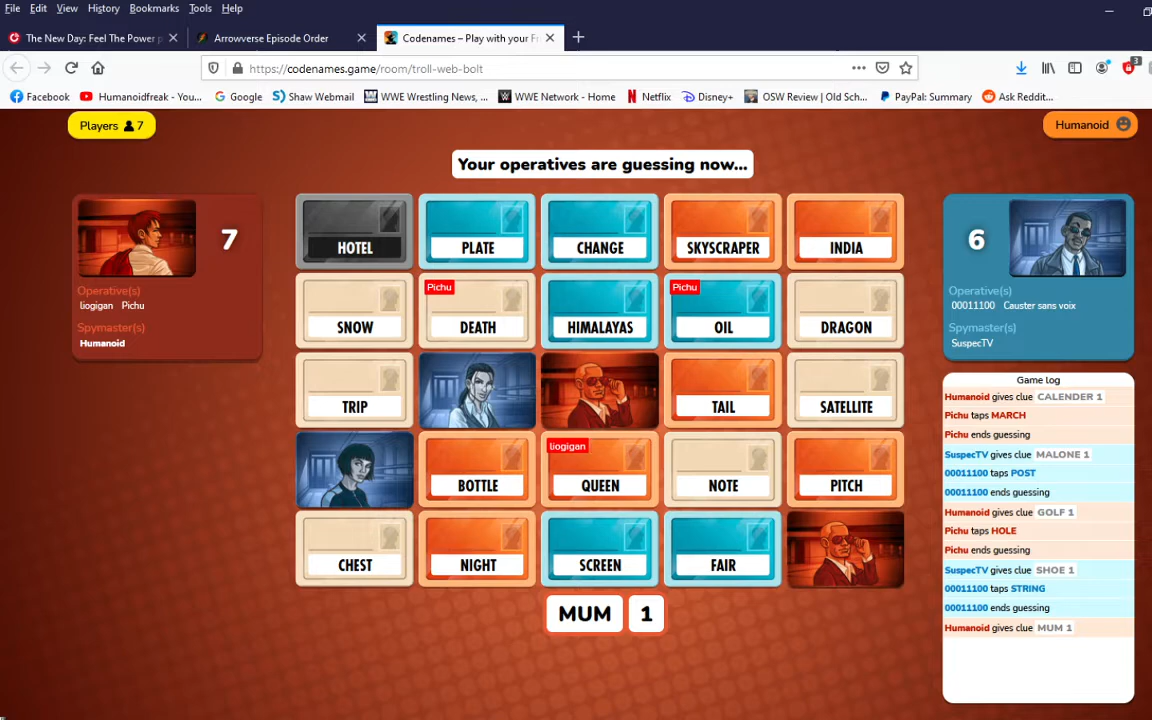 File Edit View History Bookmarks Tools Help
The New Day: Feel The Power p
Arrowverse Episode Order
Codenames – Play with your Fr
https://codenames.game/room/troll-web-bolt
3
Facebook
Humanoidfreak - You...
Google
Shaw Webmail
WWE Wrestling News, ...
WWE Network - Home
Netflix
Disney+
OSW Review | Old Sch...
PayPal: Summary
Ask Reddit...
Players 7
Humanoid
Your operatives are guessing now...
7
Operative(s)
liogigan Pichu
Spymaster(s)
Humanoid
HOTEL PLATE CHANGE SKYSCRAPER INDIA
Pichu Pichu
SNOW DEATH HIMALAYAS OIL DRAGON
TRIP TAIL SATELLITE
liogigan
BOTTLE QUEEN NOTE PITCH
CHEST NIGHT SCREEN FAIR
MUM 1
6
Operative(s)
00011100 Causter sans voix
Spymaster(s)
SuspecTV
Game log
Humanoid gives clue CALENDER 1
Pichu taps MARCH
Pichu ends guessing
SuspecTV gives clue MALONE 1
00011100 taps POST
00011100 ends guessing
Humanoid gives clue GOLF 1
Pichu taps HOLE
Pichu ends guessing
SuspecTV gives clue SHOE 1
00011100 taps STRING
00011100 ends guessing
Humanoid gives clue MUM 1